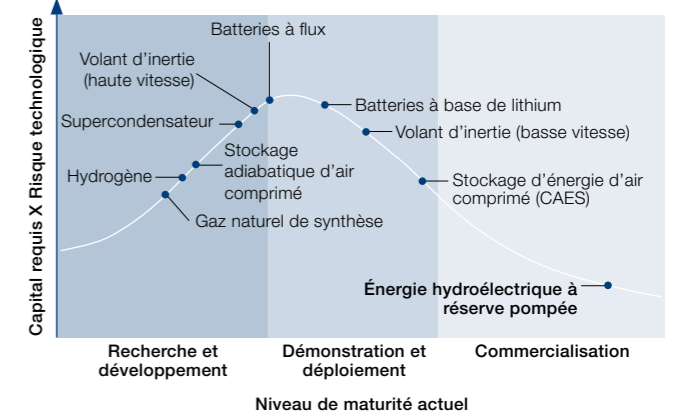 Capital requis X Risque technologique
Batteries à flux
Volant d’inertie
(haute vitesse)
Supercondensateur
Hydrogène
Stockage
adiabatique d’air
comprimé
Gaz naturel de synthèse
Batteries à base de lithium
Volant d’inertie (basse vitesse)
Stockage d’énergie d’air
comprimé (CAES)
Énergie hydroélectrique à
réserve pompée
Recherche et
développement
Démonstration et
déploiement
Commercialisation
Niveau de maturité actuel